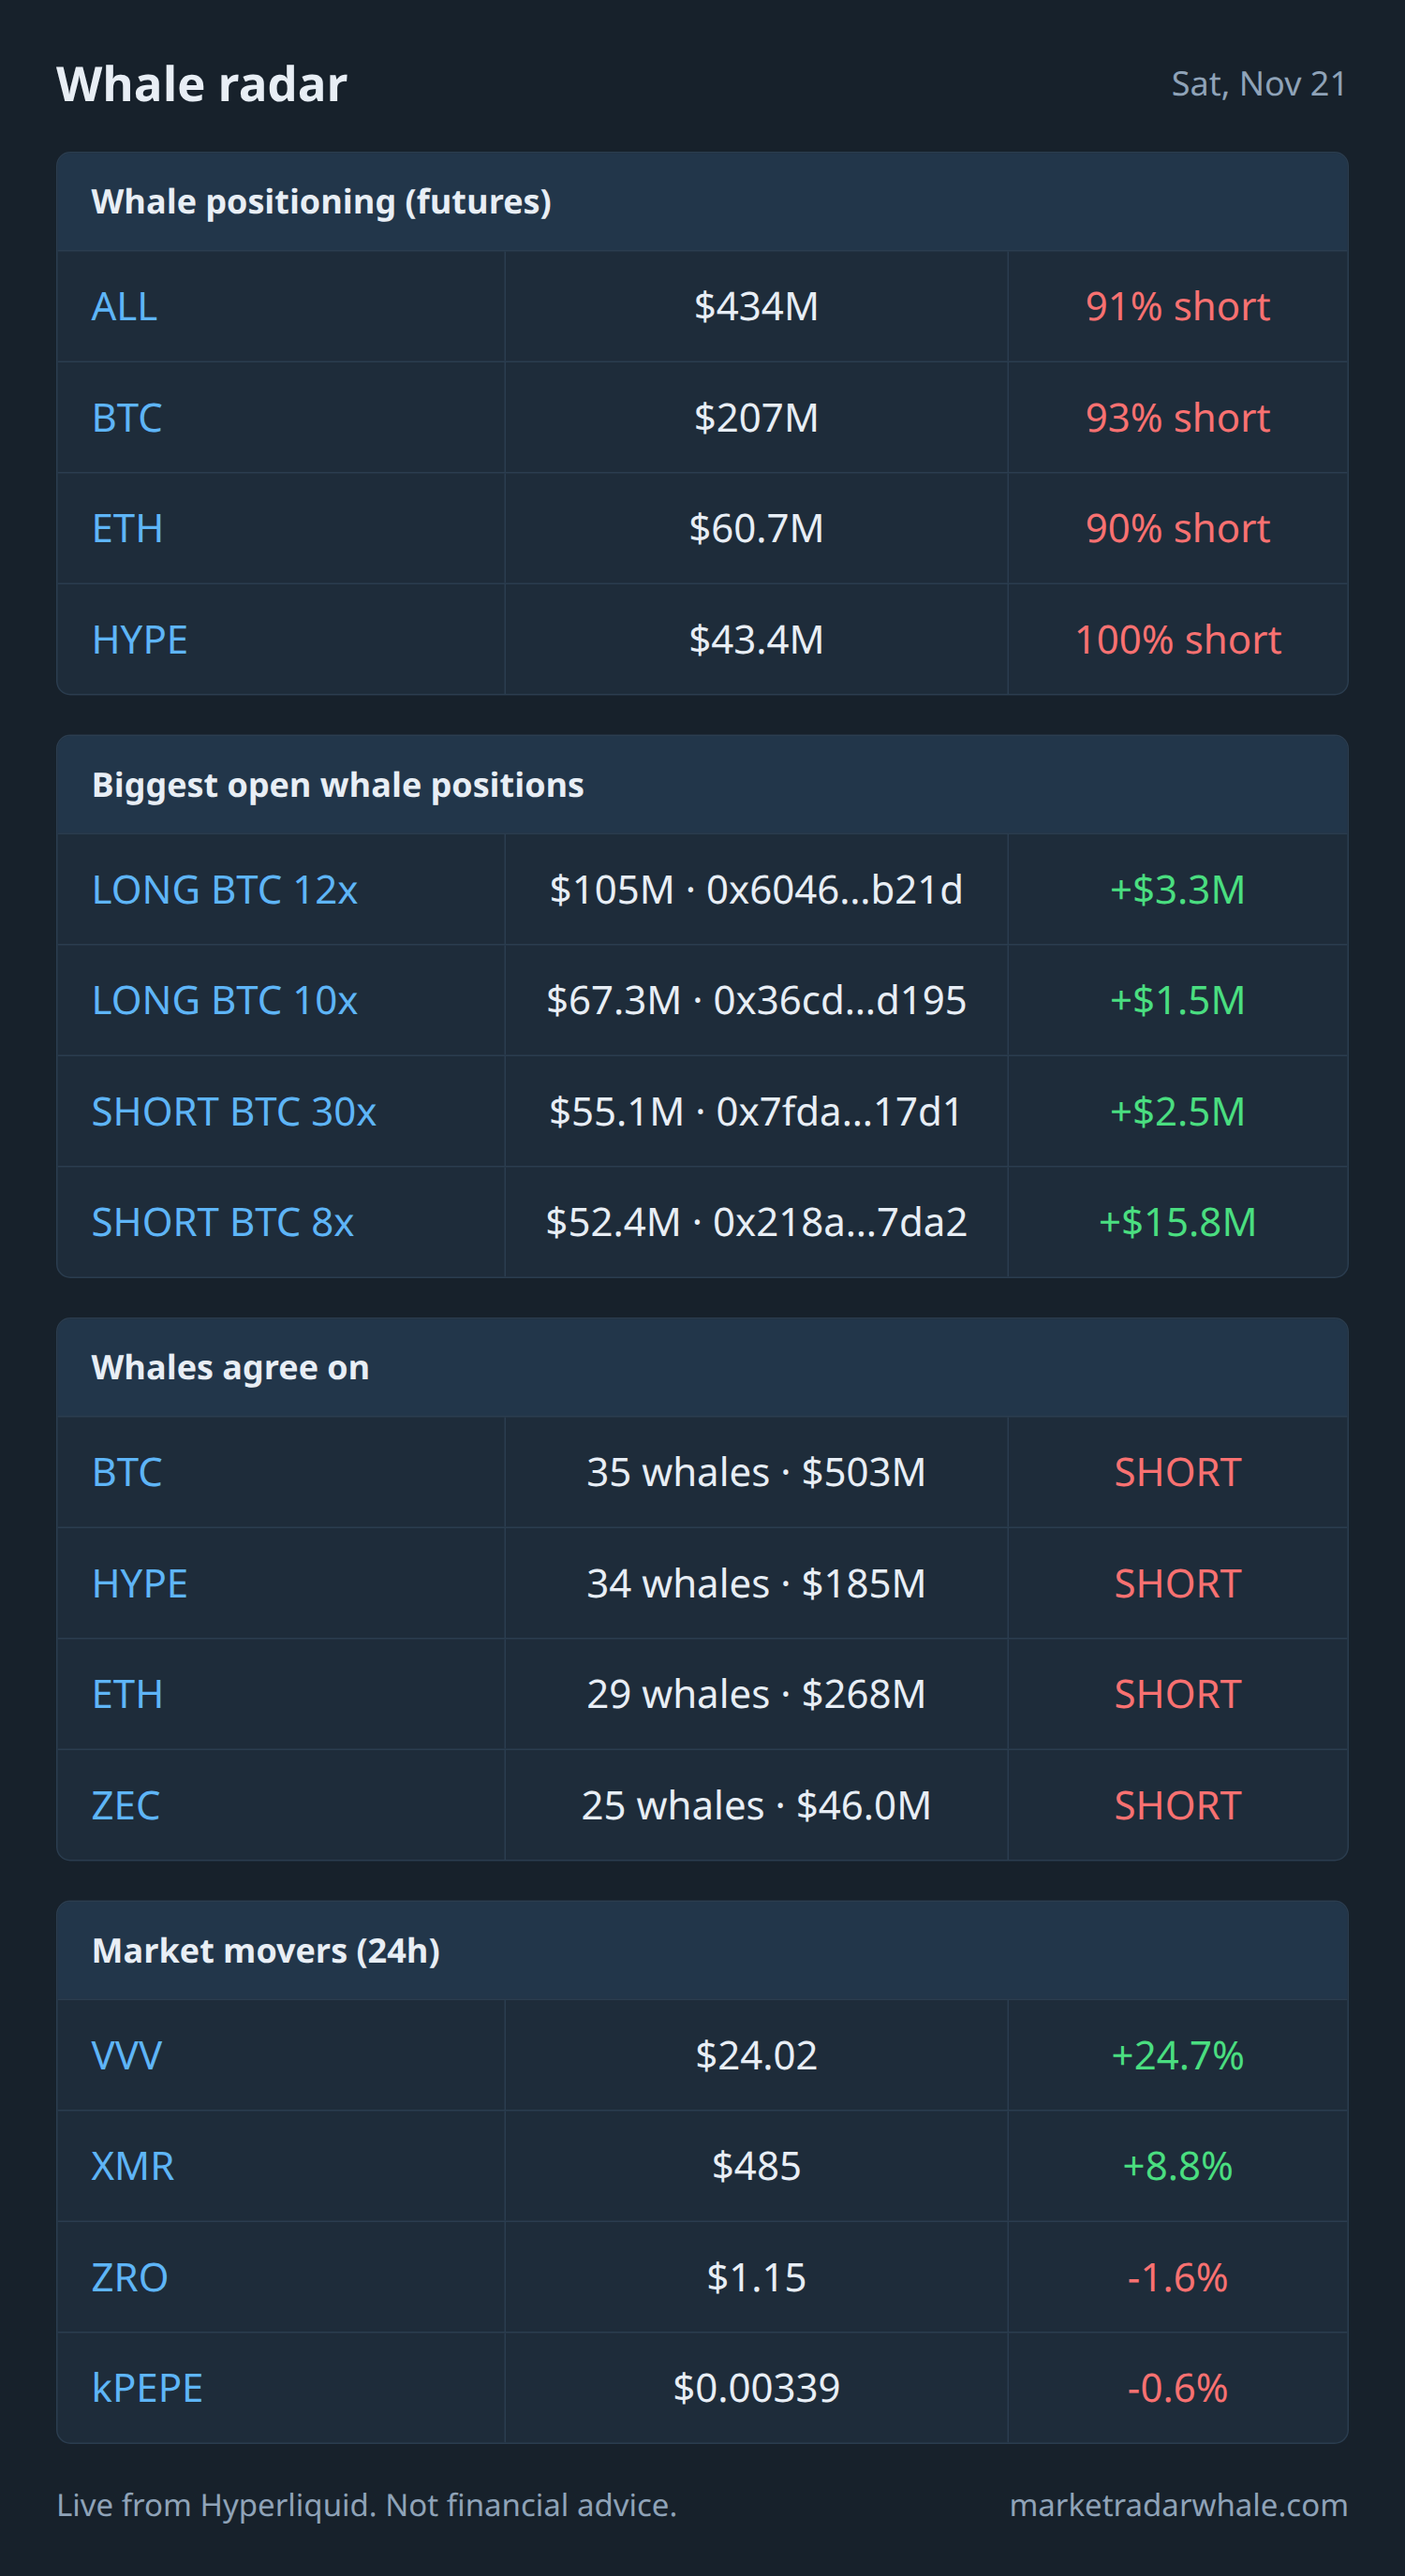 Whale radar
Sat, Nov 21
Whale positioning (futures)
ALL $434M 91% short
BTC $207M 93% short
ETH $60.7M 90% short
HYPE $43.4M 100% short
Biggest open whale positions
LONG BTC 12x $105M · 0x6046...b21d +$3.3M
LONG BTC 10x $67.3M · 0x36cd...d195 +$1.5M
SHORT BTC 30x $55.1M · 0x7fda...17d1 +$2.5M
SHORT BTC 8x $52.4M · 0x218a...7da2 +$15.8M
Whales agree on
BTC 35 whales · $503M SHORT
HYPE 34 whales · $185M SHORT
ETH 29 whales · $268M SHORT
ZEC 25 whales · $46.0M SHORT
Market movers (24h)
VVV $24.02 +24.7%
XMR $485 +8.8%
ZRO $1.15 -1.6%
kPEPE $0.00339 -0.6%
Live from Hyperliquid. Not financial advice.
marketradarwhale.com